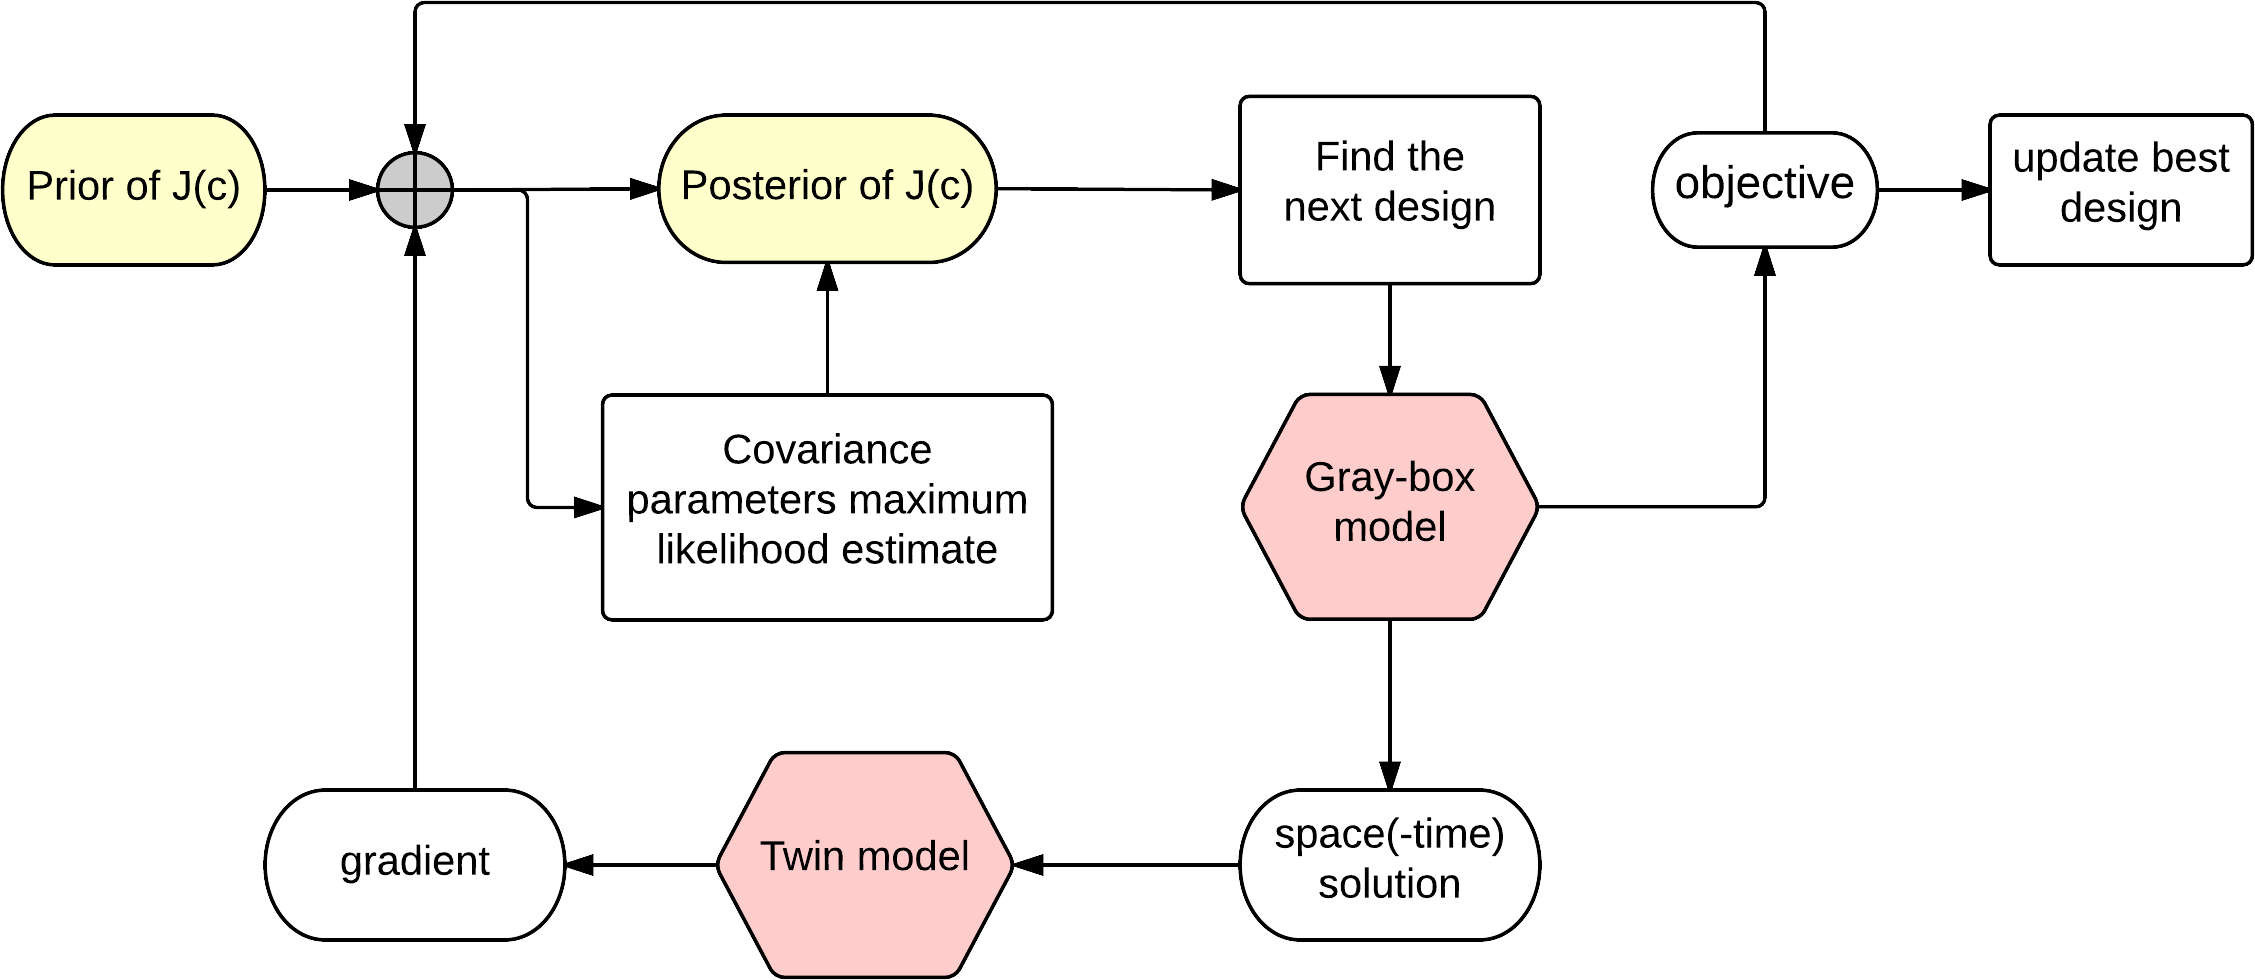 Prior of J(c)
Posterior of J(c)
Find the
next design
objective
update best
design
Covariance
parameters maximum
likelihood estimate
Gray-box
model
gradient
Twin model
space(-time)
solution